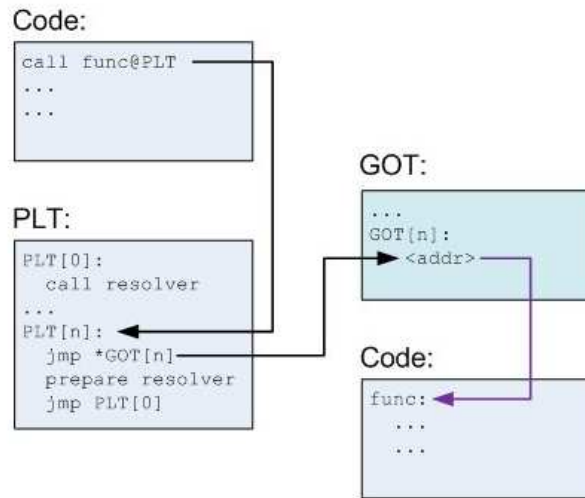 Code:
call func@PLT
...
...
PLT:
PLT[0]:
call resolver
...
PLT[n]:
jmp *GOT[n]
prepare resolver
jmp PLT[0]
GOT:
...
GOT[n]:
<addr>
Code:
func:
...
...